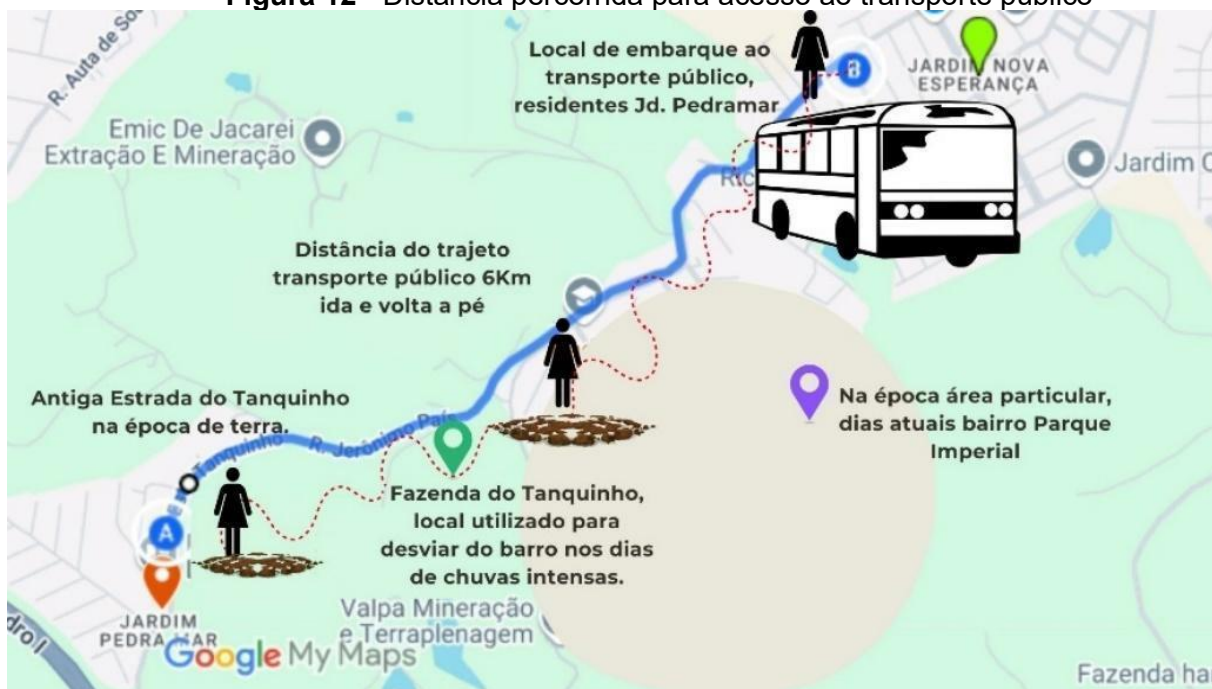 Figura 12 - Distância percorrida para acesso ao transporte público
R. Auta de Sou
Local de embarque ao
transporte público,
residentes Jd. Pedramar
B
JARDIM NOVA
ESPERANÇA
Emic De Jacarei
Extração E Mineração
Jardim C
Ric
Distância do trajeto
transporte público 6Km
ida e volta a pé
Antiga Estrada do Tanquinho
na época de terra.
Tanquinho
R. Jerônimo Pais
Na época área particular,
dias atuais bairro Parque
Imperial
Fazenda do Tanquinho,
local utilizado para
desviar do barro nos dias
de chuvas intensas.
A
JARDIM
PEDRA MAR
Valpa Mineração
e Terraplenagem
dro I
Google My Maps
Fazenda ha